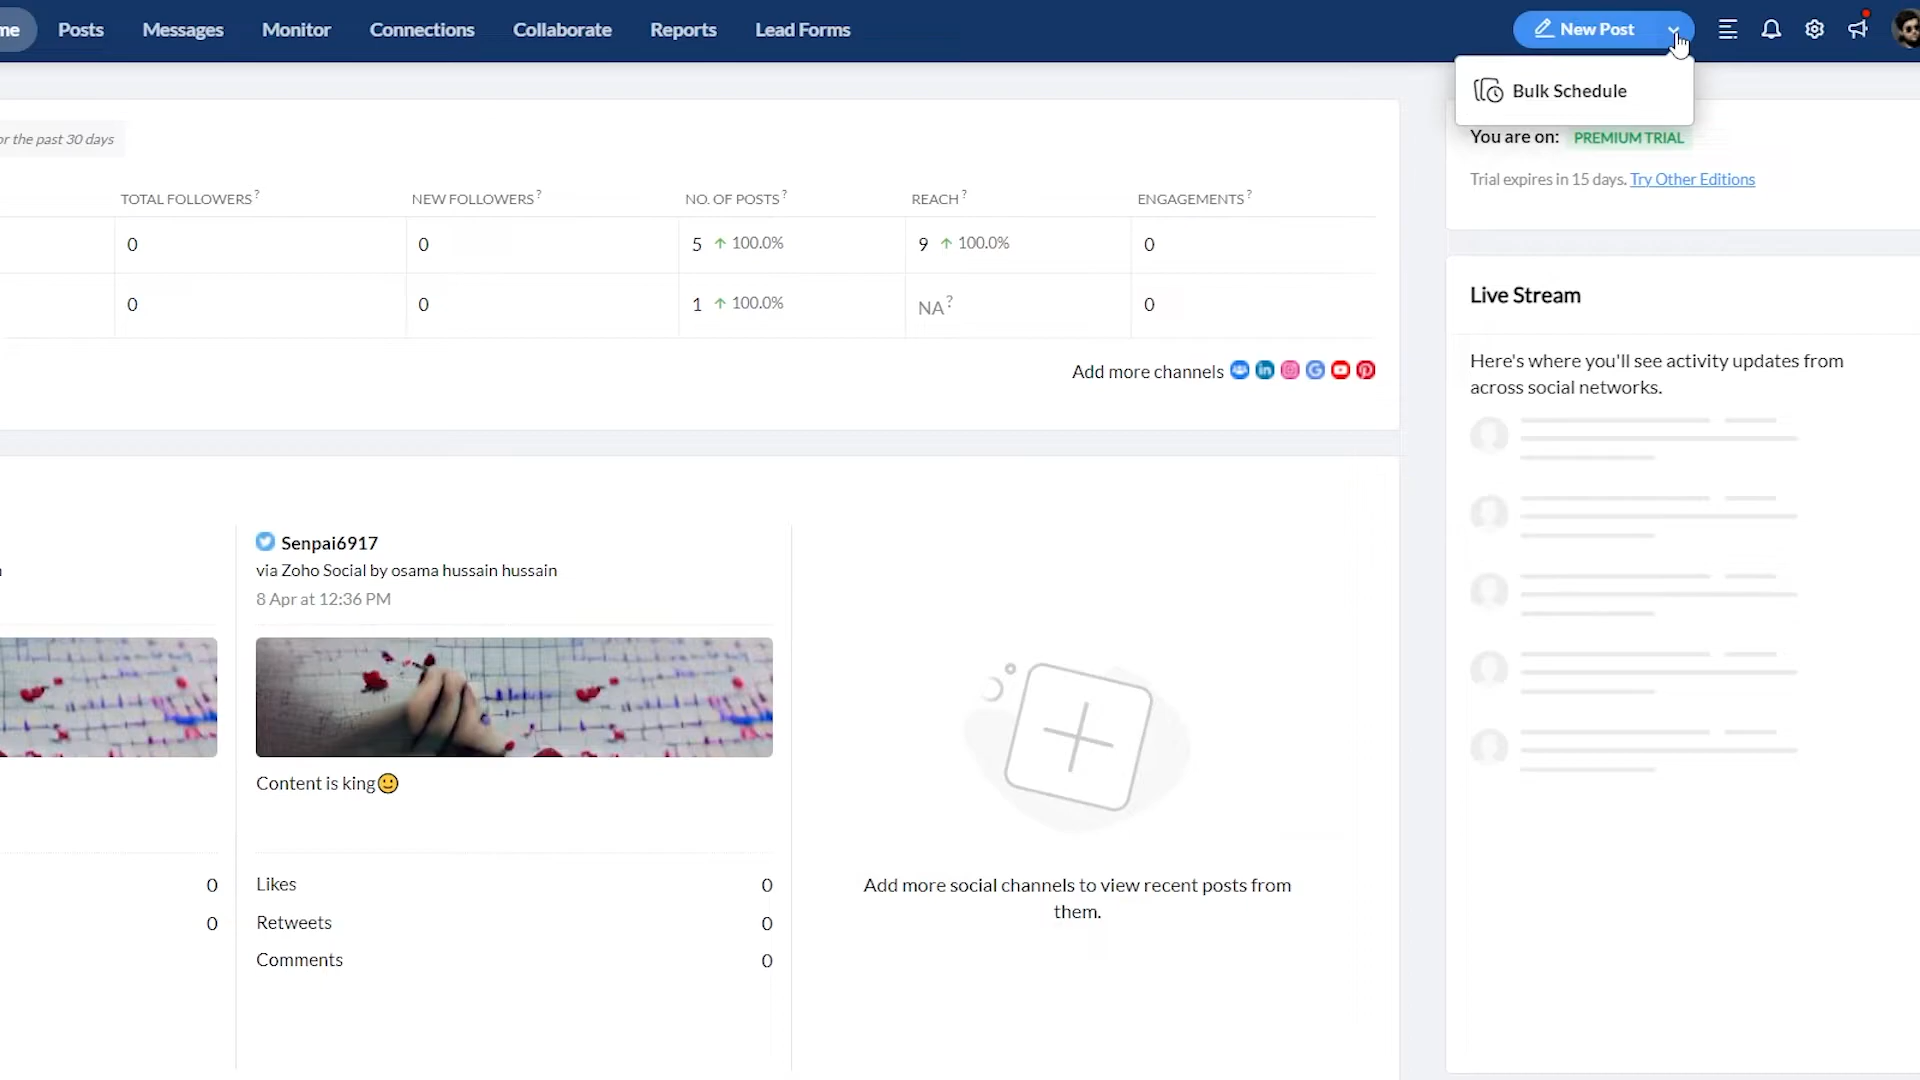 me
Posts
Messages
Monitor
Connections
Collaborate
Reports
Lead Forms
New Post
Bulk Schedule
or the past 30 days
You are on: PREMIUM TRIAL
Trial expires in 15 days. Try Other Editions
TOTAL FOLLOWERS?
NEW FOLLOWERS?
NO. OF POSTS?
REACH?
ENGAGEMENTS?
0
0
5 ↑ 100.0%
9 ↑ 100.0%
0
0
0
1 ↑ 100.0%
NA?
0
Add more channels
Live Stream
Here's where you'll see activity updates from
across social networks.
Senpai6917
via Zoho Social by osama hussain hussain
8 Apr at 12:36 PM
Content is king🙂
0
0
Likes 0
Retweets 0
Comments 0
Add more social channels to view recent posts from
them.